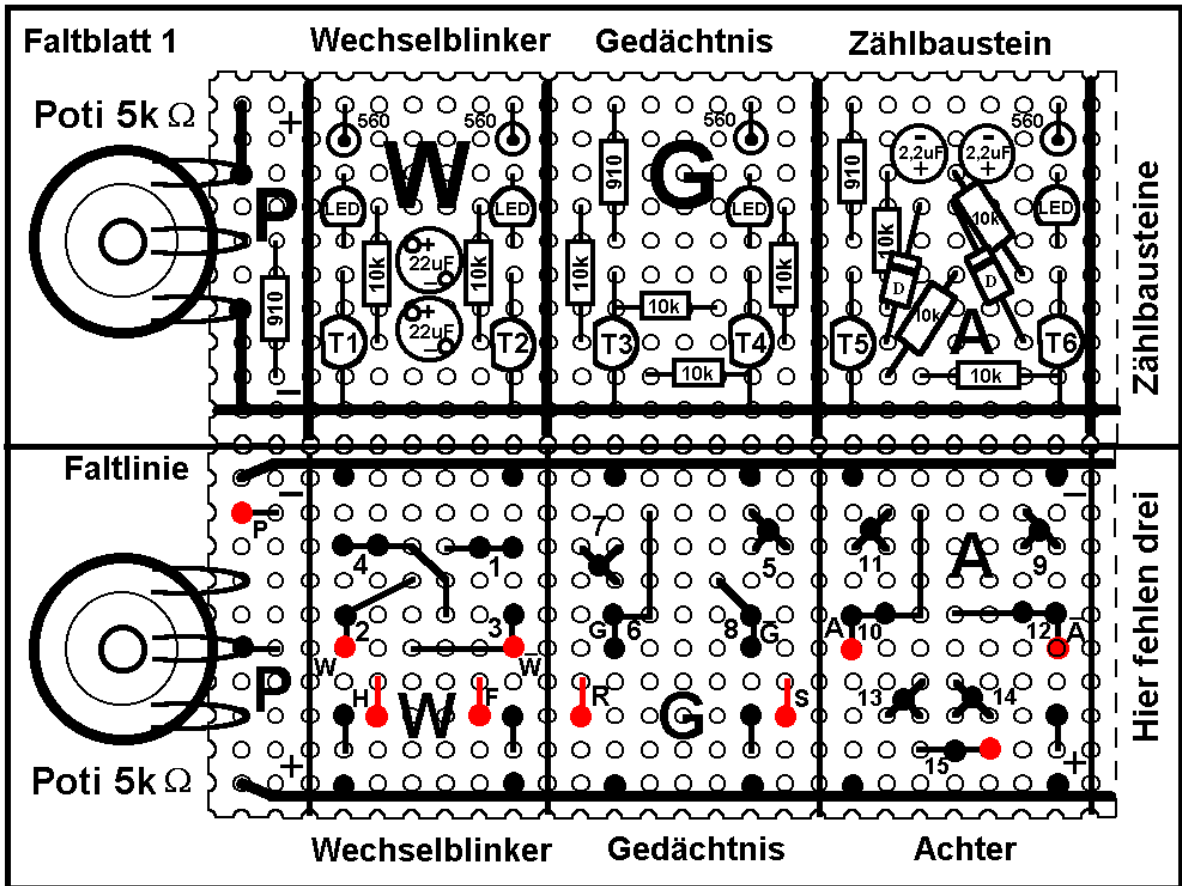 Faltblatt 1
Wechselblinker Gedächtnis Zählbaustein
Poti 5k Ω
+ 560 560 560 560
P W G
- -
2,2uF 2,2uF
+ +
910 910 910
LED LED LED LED
10k 10k 10k 10k 10k 10k
+
22uF
-
+
22uF
-
D D
10k 10k
T1 T2 T3 T4 T5 T6
A
10k 10k
-
Zählbausteine
Faltlinie
- -
P
7 5 11 A 9
4 1
2 3 G 6 8 G A 10 12 A
W W
P H W F R G S 13 14
15
+ +
Poti 5k Ω
Hier fehlen drei
Wechselblinker Gedächtnis Achter